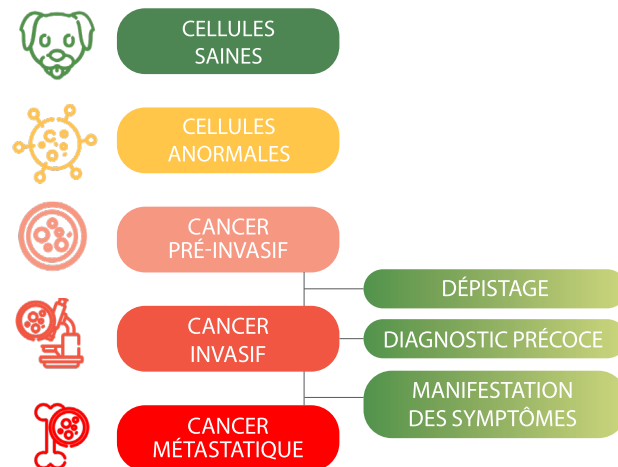 CELLULES
SAINES
CELLULES
ANORMALES
CANCER
PRÉ-INVASIF
DÉPISTAGE
CANCER
INVASIF
DIAGNOSTIC PRÉCOCE
MANIFESTATION
DES SYMPTÔMES
CANCER
MÉTASTATIQUE